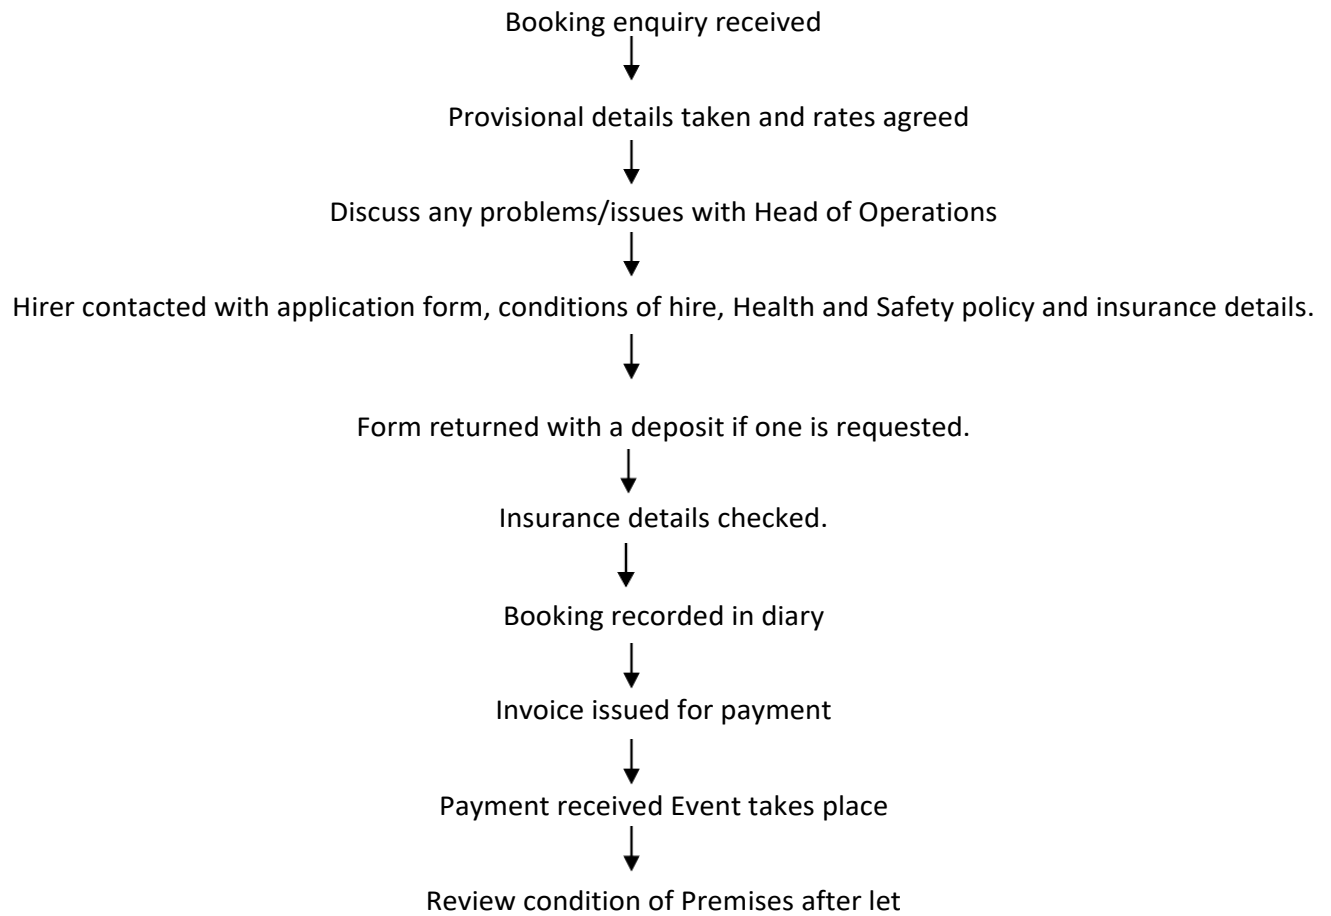 Booking enquiry received
Provisional details taken and rates agreed
Discuss any problems/issues with Head of Operations
Hirer contacted with application form, conditions of hire, Health and Safety policy and insurance details.
Form returned with a deposit if one is requested.
Insurance details checked.
Booking recorded in diary
Invoice issued for payment
Payment received Event takes place
Review condition of Premises after let